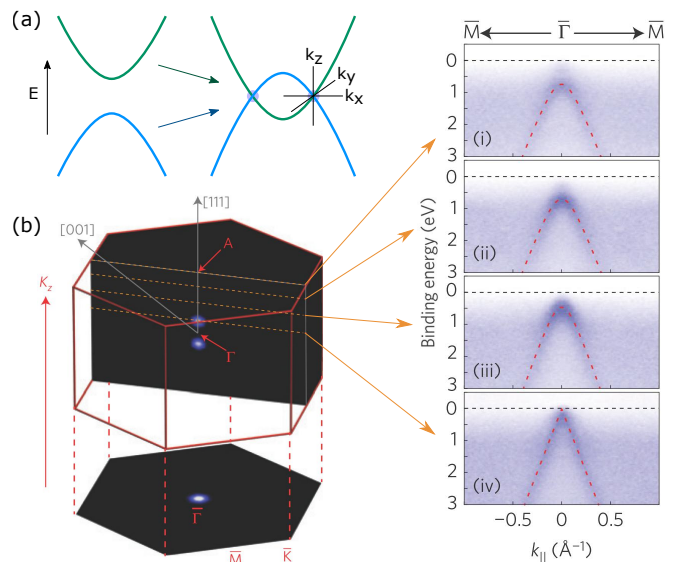 (a)
E
k_z
k_y
k_x
(b)
[111]
[001]
K_z
A
Γ
Γ̅
M̅
K̅
M̅ Γ̅ M̅
Binding energy (eV)
0
1
2
3
(i)
0
1
2
3
(ii)
0
1
2
3
(iii)
0
1
2
3
(iv)
−0.5 0 0.5
k_|| (Å⁻¹)